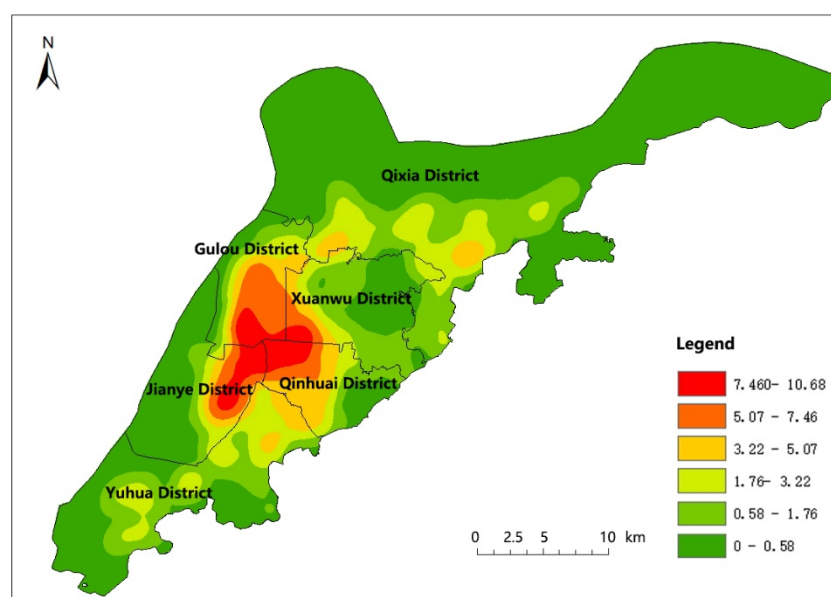 N
Qixia District
Gulou District
Xuanwu District
Jianye District
Qinhuai District
Yuhua District
Legend
7.460- 10.68
5.07 - 7.46
3.22 - 5.07
1.76- 3.22
0.58 - 1.76
0 - 0.58
0 2.5 5 10 km